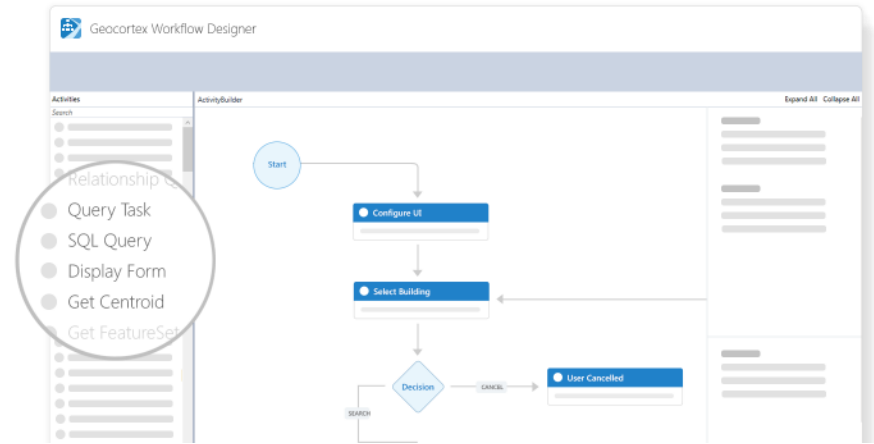 Geocortex Workflow Designer
Activities
ActivityBuilder
Expand All Collapse All
Search
Relationship
Query Task
SQL Query
Display Form
Get Centroid
Get FeatureSet
Start
Configure UI
Select Building
Decision
CANCEL
User Cancelled
SEARCH